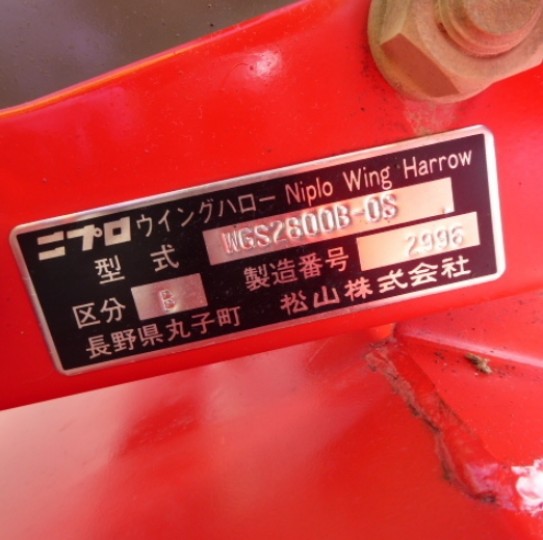 ニプロ ウイングハロー Niplo Wing Harrow
型式 WGS2600B-0S
区分 B 製造番号 2996
長野県丸子町 松山株式会社